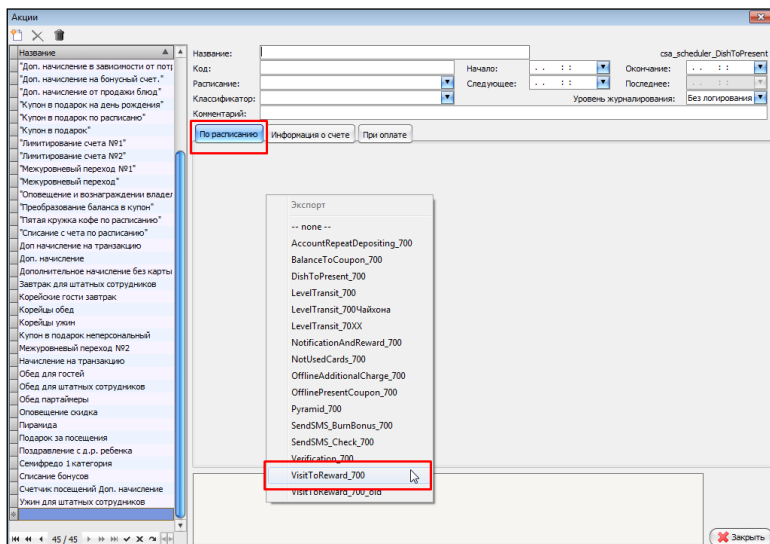 Акции
Название
"Доп. начисление в зависимости от потр
"Доп. начисление на бонусный счет."
"Доп. начисление от продажи блюд"
"Купон в подарок на день рождения"
"Купон в подарок по расписаню"
"Купон в подарок"
"Лимитирование счета №1"
"Лимитирование счета №2"
"Межуровневый переход №1"
"Межуровневый переход"
"Оповещение и вознаграждении владел
"Преобразование баланса в купон"
"Пятая кружка кофе по расписанию"
"Списание с чета по расписанию"
Доп начисление на транзакцию
Доп. начисление
Дополнительное начисление без карты
Завтрак для штатных сотрудников
Корейские гости завтрак
Корейцы обед
Корейцы ужин
Купон в подарок неперсональный
Межуровневый переход №2
Начисление на транзакцию
Обед для гостей
Обед для штатных сотрудников
Обед партаймеры
Оповещение скидка
Пирамида
Подарок за посещения
Поздравление с д.р. ребенка
Семифредо 1 категория
Списание бонусов
Счетчик посещений Доп. начисление
Ужин для штатных сотрудников
45 / 45
Название:
csa_scheduler_DishToPresent
Код:
Начало: . . : :
Окончание: . . : :
Расписание:
Следующее: . . : :
Последнее: . . : :
Классификатор:
Уровень журналирования: Без логирования
Комментарий:
По расписанию
Информация о счете
При оплате
Экспорт
-- none --
AccountRepeatDepositing_700
BalanceToCoupon_700
DishToPresent_700
LevelTransit_700
LevelTransit_700Чайхона
LevelTransit_70XX
NotificationAndReward_700
NotUsedCards_700
OfflineAdditionalCharge_700
OfflinePresentCoupon_700
Pyramid_700
SendSMS_BurnBonus_700
SendSMS_Check_700
Verification_700
VisitToReward_700
VisitToReward_700_old
Закрыть